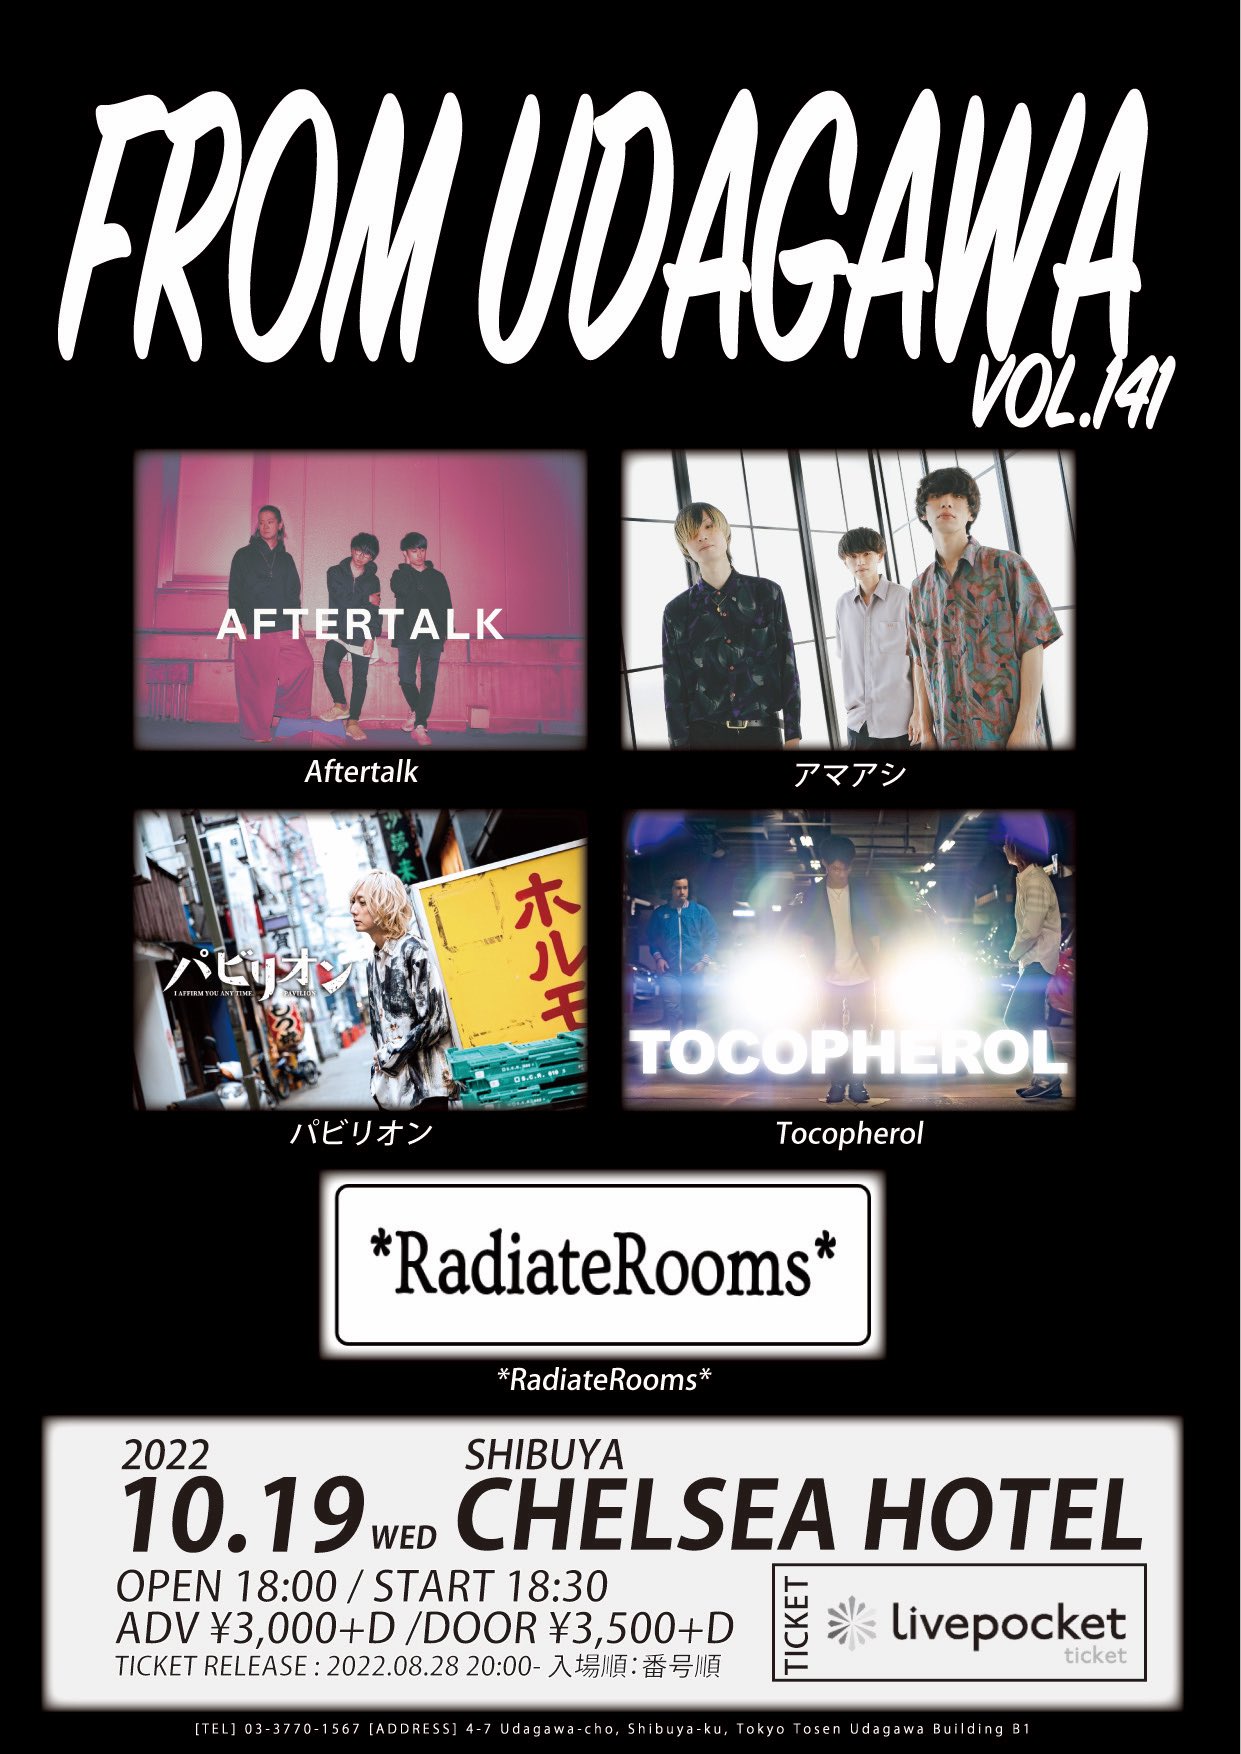 FROM UDAGAWA
VOL.141
AFTERTALK
Aftertalk
アマアシ
夢来
ホルモ
パビリオン
I AFFIRM YOU ANY TIME. PAVILION
パビリオン
TOCOPHEROL
Tocopherol
*RadiateRooms*
*RadiateRooms*
2022
10.19 WED
SHIBUYA
CHELSEA HOTEL
OPEN 18:00 / START 18:30
ADV ¥3,000+D /DOOR ¥3,500+D
TICKET RELEASE : 2022.08.28 20:00- 入場順：番号順
TICKET
livepocket
ticket
[TEL] 03-3770-1567 [ADDRESS] 4-7 Udagawa-cho, Shibuya-ku, Tokyo Tosen Udagawa Building B1